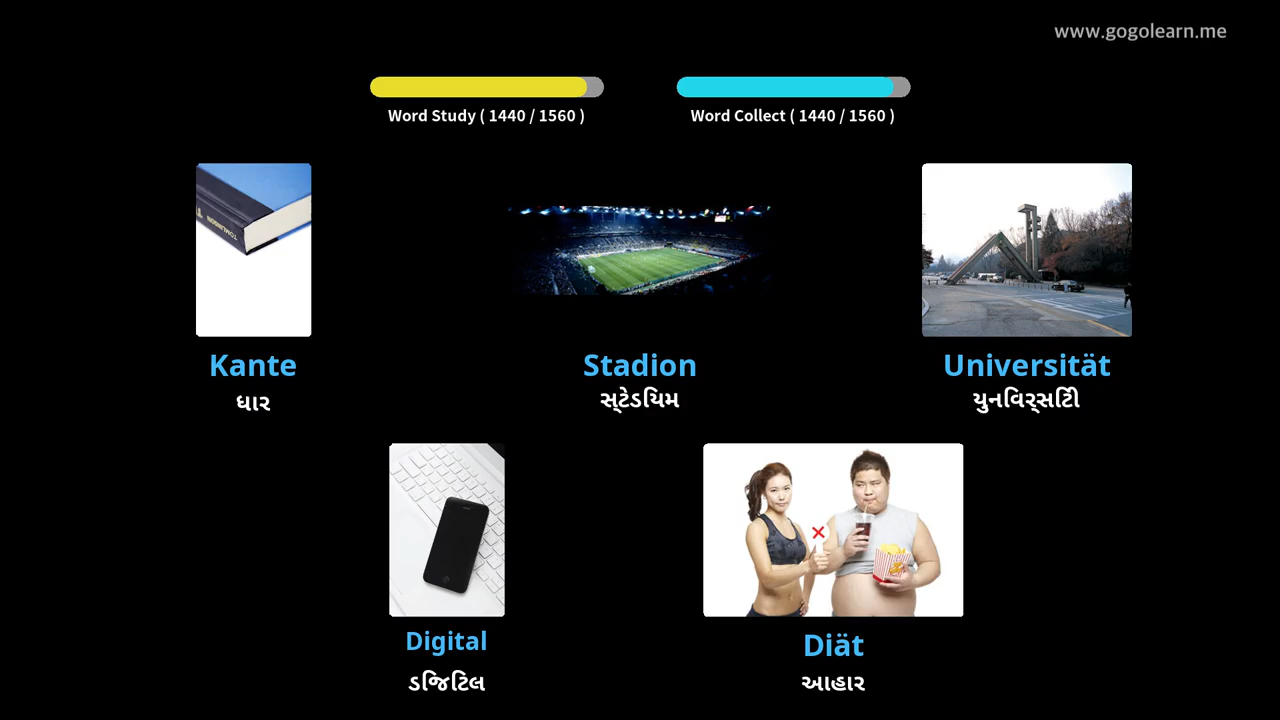 www.gogolearn.me
Word Study ( 1440 / 1560 )
Word Collect ( 1440 / 1560 )
TOMLINSON
Kante
ધાર
Stadion
સ્ટેડિયમ
Universität
યુનિવર્સિટી
Digital
ડિજિટલ
Diät
આહાર